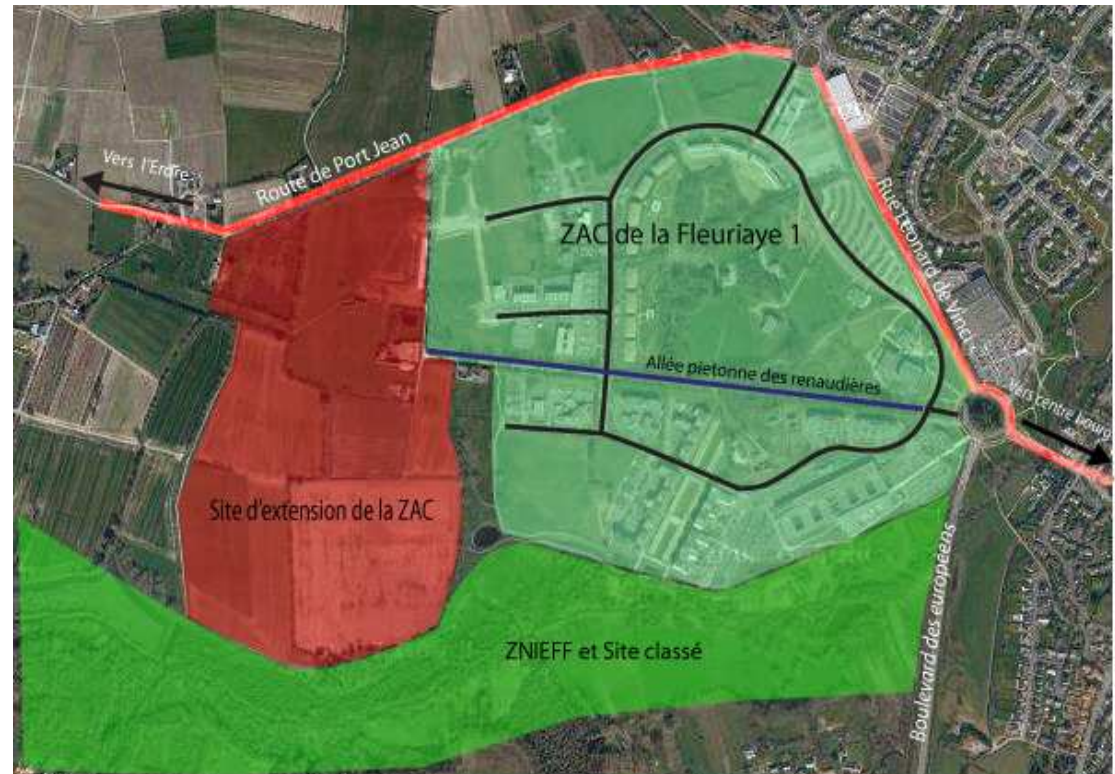 Vers l'Erdre
Route de Port Jean
ZAC de la Fleuriaye 1
Rue Léonard de Vinci
Allée pietonne des renaudières
Vers centre bourg
Site d'extension de la ZAC
ZNIEFF et Site classé
Boulevard des européens